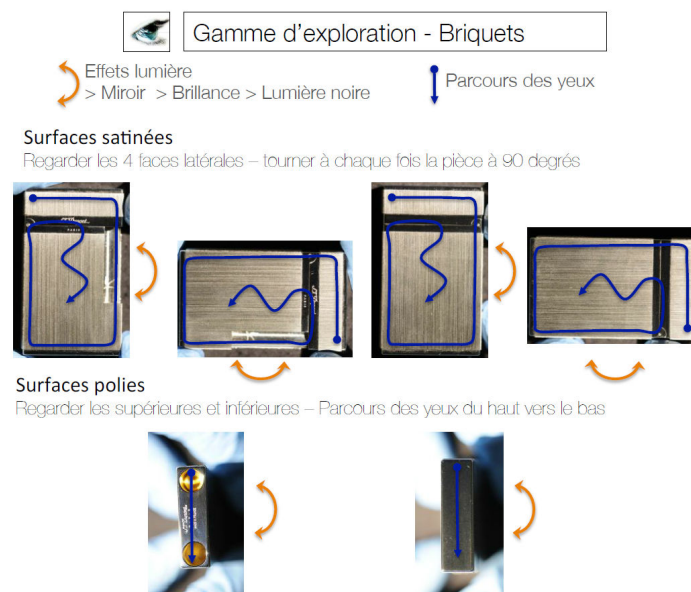 Gamme d'exploration - Briquets
Effets lumière
> Miroir > Brillance > Lumière noire
Parcours des yeux
Surfaces satinées
Regarder les 4 faces latérales – tourner à chaque fois la pièce à 90 degrés
PARIS
Surfaces polies
Regarder les supérieures et inférieures – Parcours des yeux du haut vers le bas